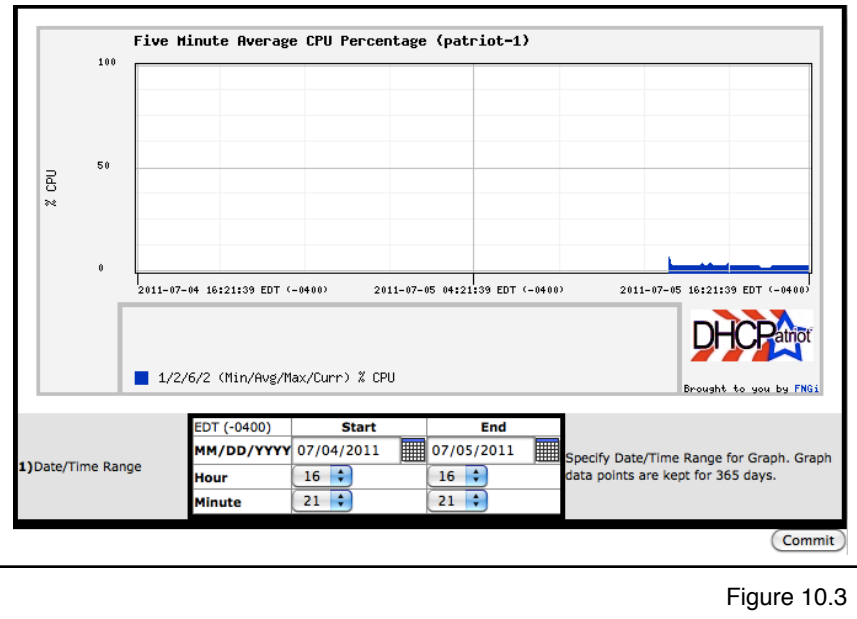 Five Minute Average CPU Percentage (patriot-1)
100
50
0
% CPU
2011-07-04 16:21:39 EDT (-0400) 2011-07-05 04:21:39 EDT (-0400) 2011-07-05 16:21:39 EDT (-0400)
1/2/6/2 (Min/Avg/Max/Curr) % CPU
DHCPatriot
Brought to you by FNGi
1)Date/Time Range
EDT (-0400) Start End
MM/DD/YYYY 07/04/2011 07/05/2011
Hour 16 16
Minute 21 21
Specify Date/Time Range for Graph. Graph
data points are kept for 365 days.
Commit
Figure 10.3